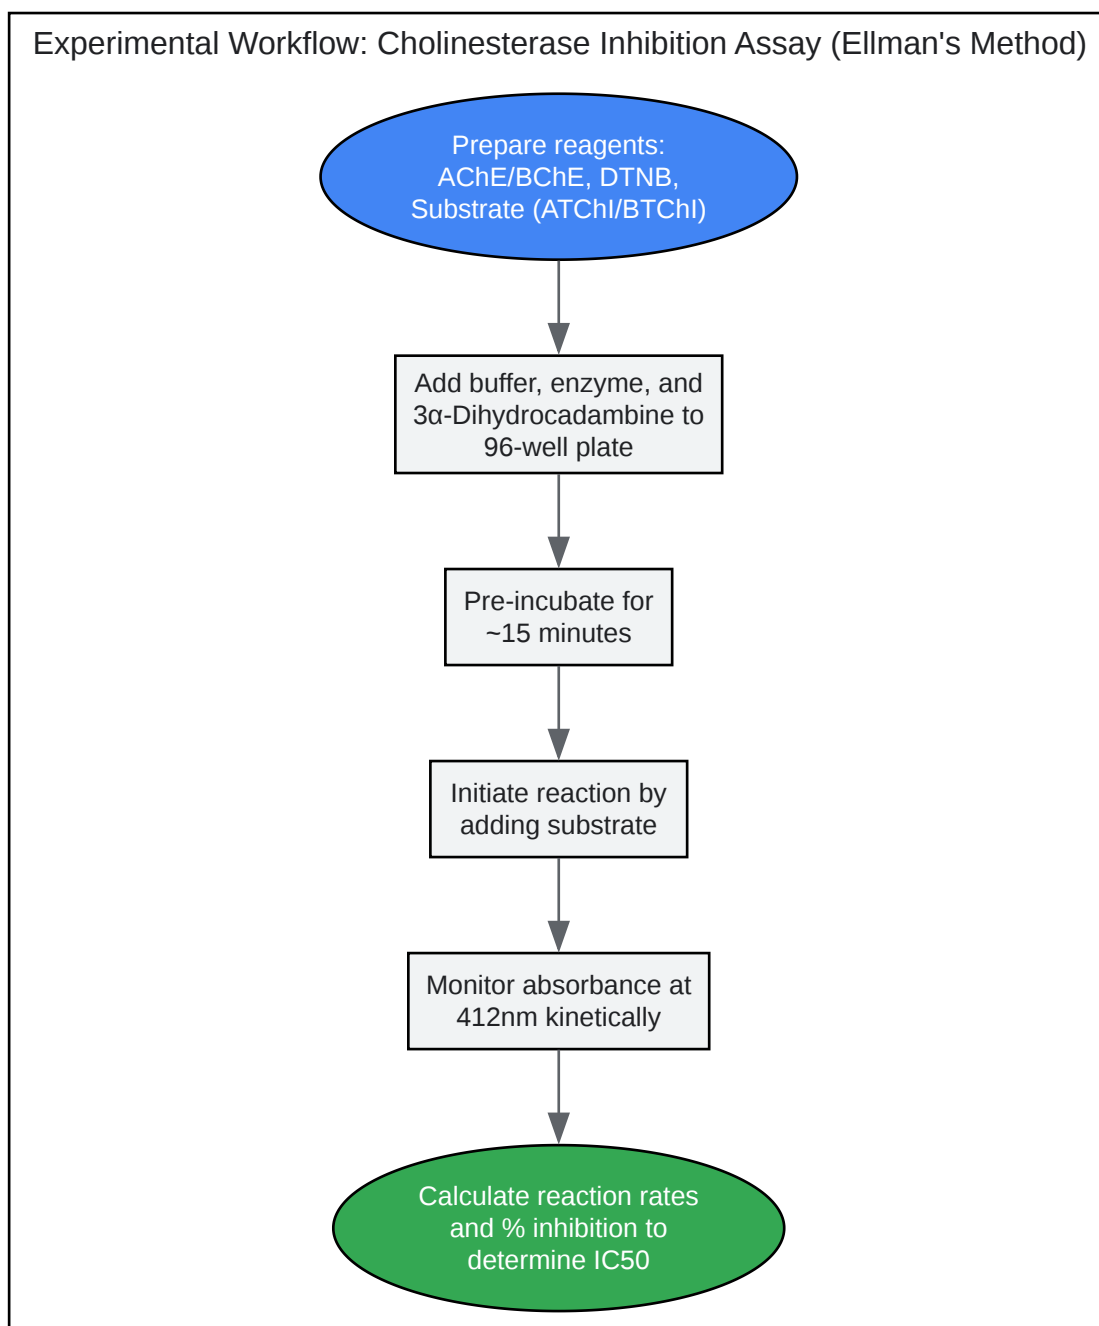 Experimental Workflow: Cholinesterase Inhibition Assay (Ellman's Method)
Prepare reagents:
AChE/BChE, DTNB,
Substrate (ATChI/BTChI)
Add buffer, enzyme, and
3α-Dihydrocadambine to
96-well plate
Pre-incubate for
~15 minutes
Initiate reaction by
adding substrate
Monitor absorbance at
412nm kinetically
Calculate reaction rates
and % inhibition to
determine IC50